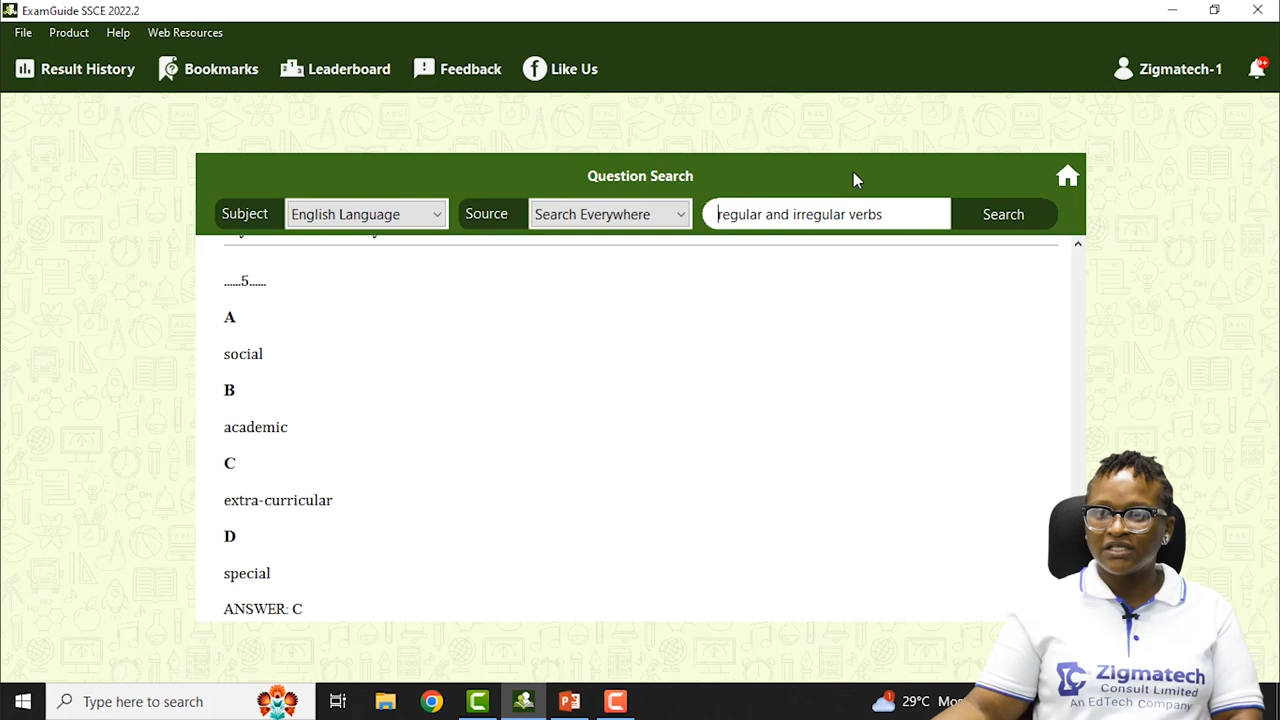 ExamGuide SSCE 2022.2
File Product Help Web Resources
Result History Bookmarks Leaderboard Feedback Like Us Zigmatech-1 9+
Question Search
Subject English Language Source Search Everywhere regular and irregular verbs Search
......5......
A
social
B
academic
C
extra-curricular
D
special
ANSWER: C
Zigmatech
Consult Limited
An EdTech Company
Type here to search 1 29°C